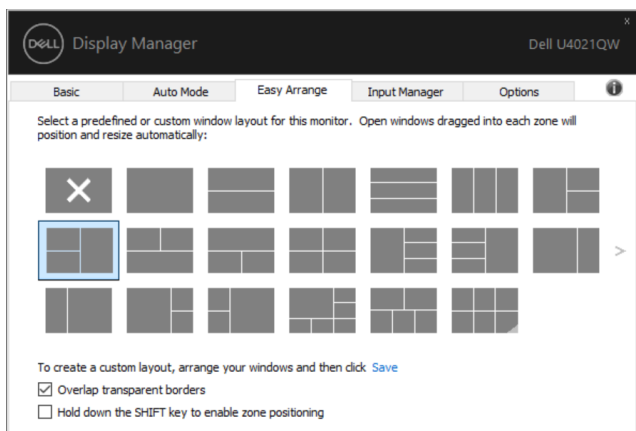 DELL Display Manager Dell U4021QW
x
Basic Auto Mode Easy Arrange Input Manager Options
Select a predefined or custom window layout for this monitor. Open windows dragged into each zone will
position and resize automatically:
To create a custom layout, arrange your windows and then click Save
Overlap transparent borders
Hold down the SHIFT key to enable zone positioning